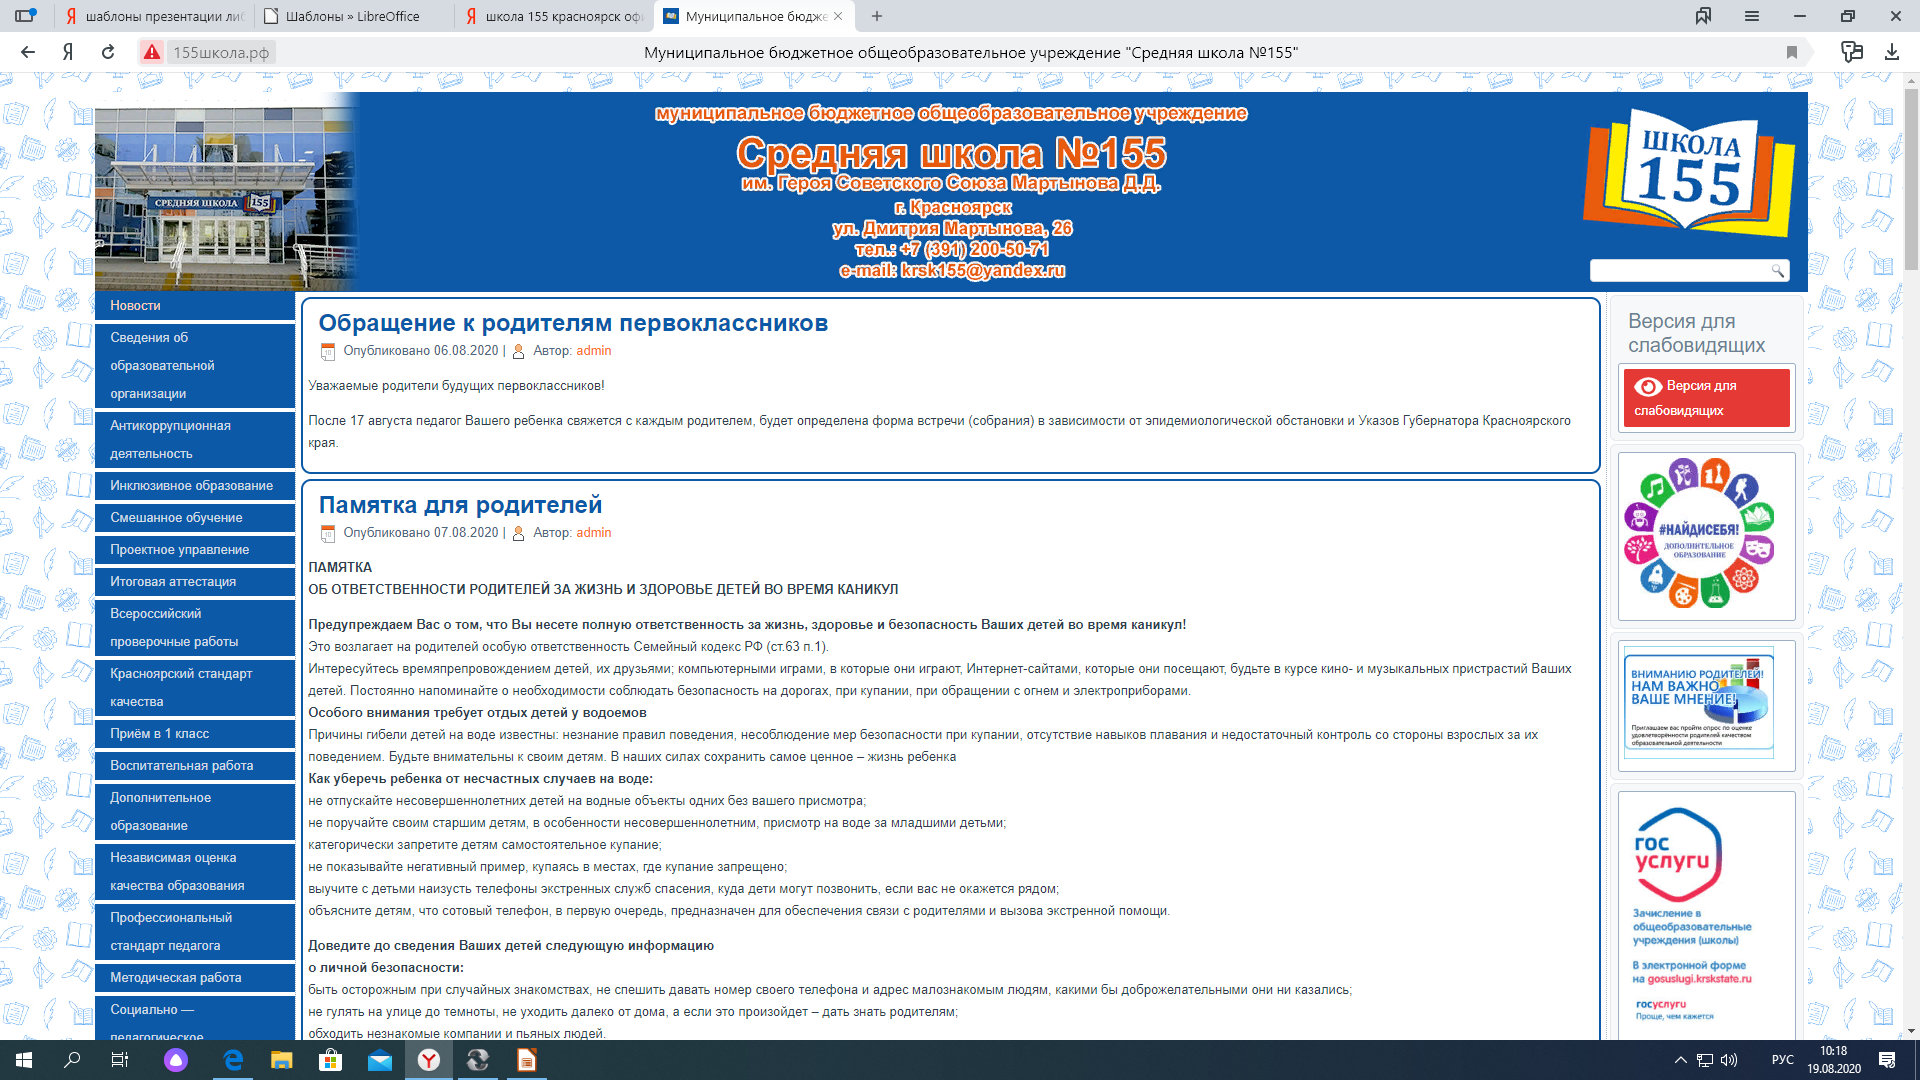 шаблоны презентации либ
Шаблоны » LibreOffice
школа 155 красноярск офи
Муниципальное бюдже
155школа.рф
Муниципальное бюджетное общеобразовательное учреждение "Средняя школа №155"
муниципальное бюджетное общеобразовательное учреждение
Средняя школа №155
им. Героя Советского Союза Мартынова Д.Д.
г. Красноярск
ул. Дмитрия Мартынова, 26
тел.: +7 (391) 200-50-71
e-mail: krsk155@yandex.ru
СРЕДНЯЯ ШКОЛА 155
ШКОЛА
155
Новости
Сведения об
образовательной
организации
Антикоррупционная
деятельность
Инклюзивное образование
Смешанное обучение
Проектное управление
Итоговая аттестация
Всероссийский
проверочные работы
Красноярский стандарт
качества
Приём в 1 класс
Воспитательная работа
Дополнительное
образование
Независимая оценка
качества образования
Профессиональный
стандарт педагога
Методическая работа
Социально —
педагогическое
Обращение к родителям первоклассников
Опубликовано 06.08.2020 | Автор: admin
Уважаемые родители будущих первоклассников!
После 17 августа педагог Вашего ребенка свяжется с каждым родителем, будет определена форма встречи (собрания) в зависимости от эпидемиологической обстановки и Указов Губернатора Красноярского
края.
Памятка для родителей
Опубликовано 07.08.2020 | Автор: admin
ПАМЯТКА
ОБ ОТВЕТСТВЕННОСТИ РОДИТЕЛЕЙ ЗА ЖИЗНЬ И ЗДОРОВЬЕ ДЕТЕЙ ВО ВРЕМЯ КАНИКУЛ
Предупреждаем Вас о том, что Вы несете полную ответственность за жизнь, здоровье и безопасность Ваших детей во время каникул!
Это возлагает на родителей особую ответственность Семейный кодекс РФ (ст.63 п.1).
Интересуйтесь времяпрепровождением детей, их друзьями; компьютерными играми, в которые они играют, Интернет-сайтами, которые они посещают, будьте в курсе кино- и музыкальных пристрастий Ваших
детей. Постоянно напоминайте о необходимости соблюдать безопасность на дорогах, при купании, при обращении с огнем и электроприборами.
Особого внимания требует отдых детей у водоемов
Причины гибели детей на воде известны: незнание правил поведения, несоблюдение мер безопасности при купании, отсутствие навыков плавания и недостаточный контроль со стороны взрослых за их
поведением. Будьте внимательны к своим детям. В наших силах сохранить самое ценное – жизнь ребенка
Как уберечь ребенка от несчастных случаев на воде:
не отпускайте несовершеннолетних детей на водные объекты одних без вашего присмотра;
не поручайте своим старшим детям, в особенности несовершеннолетним, присмотр на воде за младшими детьми;
категорически запретите детям самостоятельное купание;
не показывайте негативный пример, купаясь в местах, где купание запрещено;
выучите с детьми наизусть телефоны экстренных служб спасения, куда дети могут позвонить, если вас не окажется рядом;
объясните детям, что сотовый телефон, в первую очередь, предназначен для обеспечения связи с родителями и вызова экстренной помощи.
Доведите до сведения Ваших детей следующую информацию
о личной безопасности:
быть осторожным при случайных знакомствах, не спешить давать номер своего телефона и адрес малознакомым людям, какими бы доброжелательными они ни казались;
не гулять на улице до темноты, не уходить далеко от дома, а если это произойдет – дать знать родителям;
обходить незнакомые компании и пьяных людей.
Версия для
слабовидящих
Версия для
слабовидящих
#НАЙДИСЕБЯ!
ДОПОЛНИТЕЛЬНОЕ
ОБРАЗОВАНИЕ
ВНИМАНИЮ РОДИТЕЛЕЙ!
НАМ ВАЖНО
ВАШЕ МНЕНИЕ!
Приглашаем вас пройти опрос по оценке
удовлетворённости родителей качеством
образовательной деятельности
гос
услуги
Зачисление в
общеобразовательные
учреждения (школы)
В электронной форме
на gosuslugi.krskstate.ru
госуслуги
Проще, чем кажется
РУС
10:18
19.08.2020